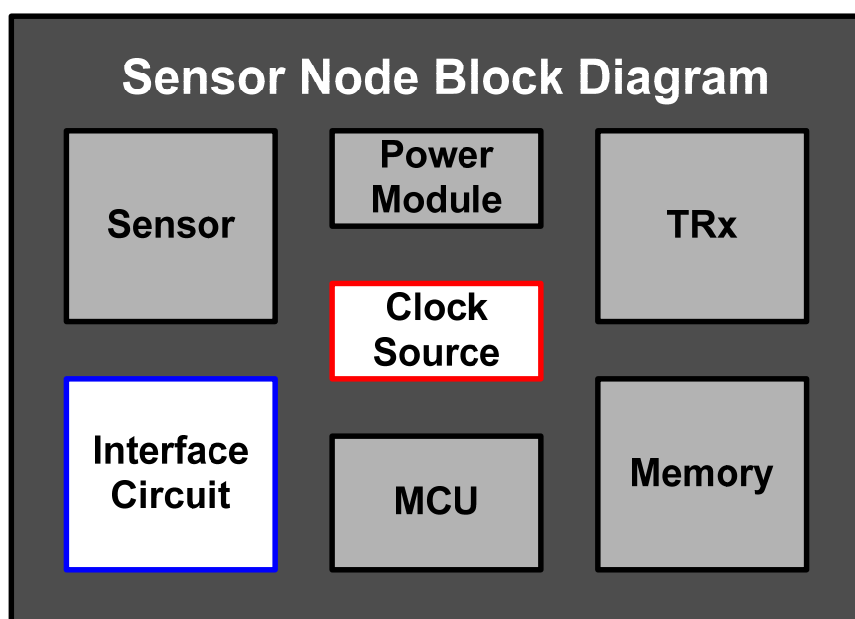 Sensor Node Block Diagram
Sensor
Power
Module
TRx
Clock
Source
Interface
Circuit
MCU
Memory